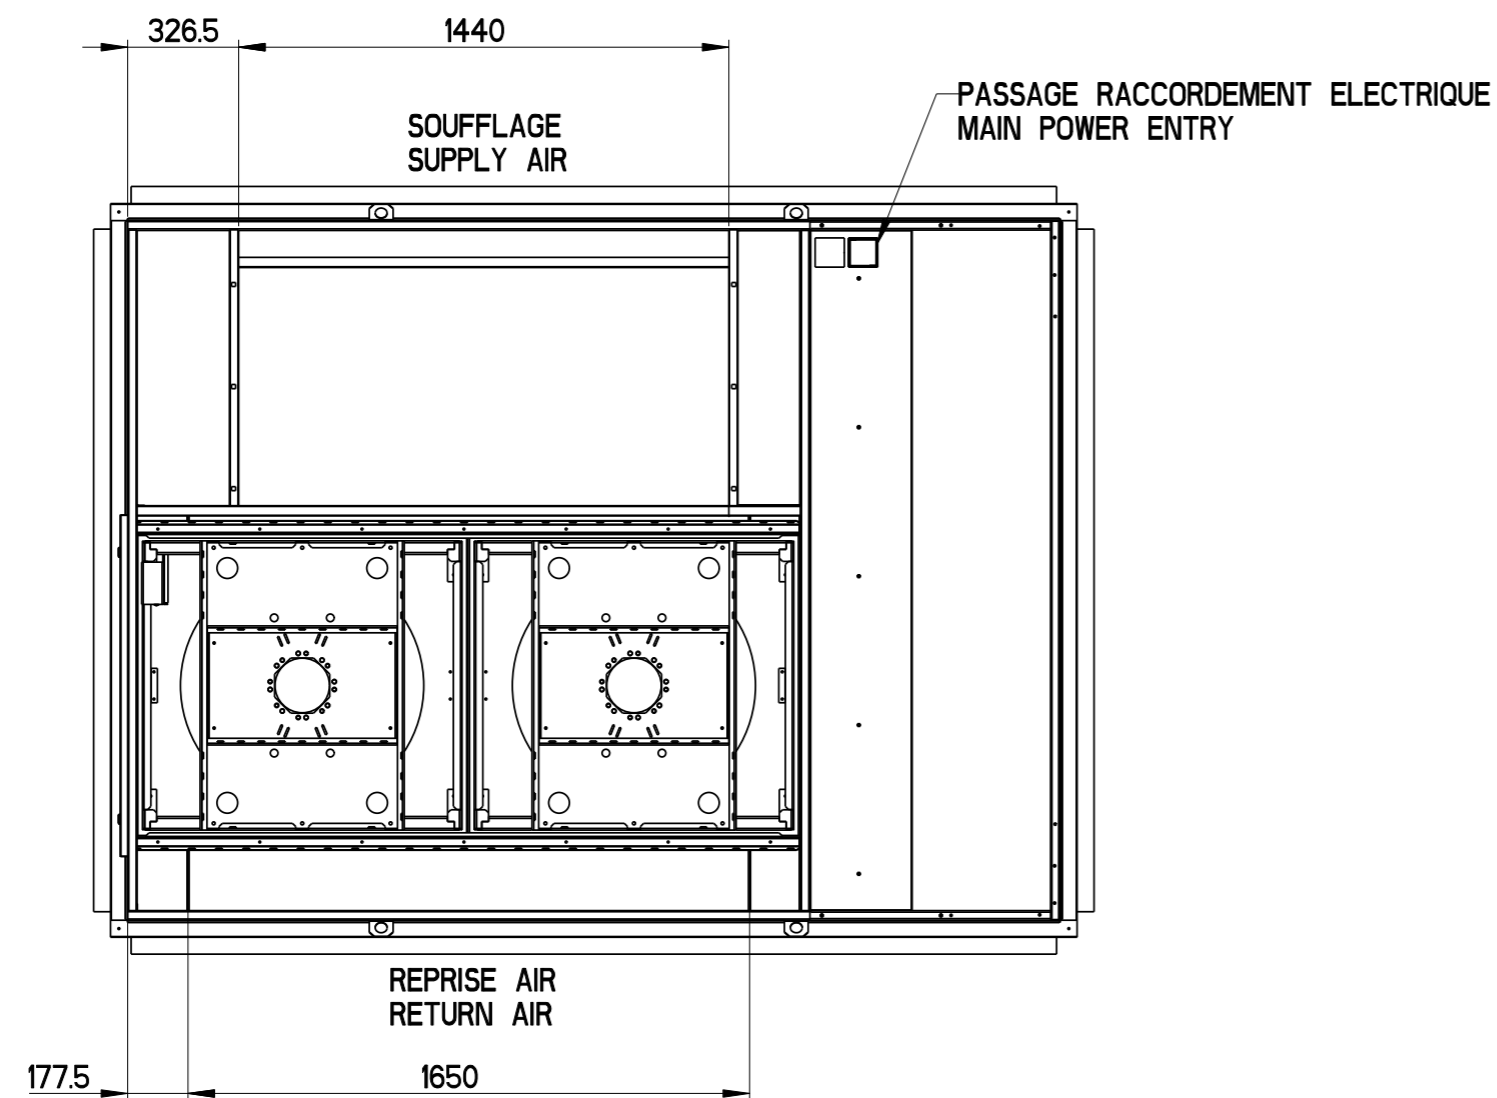 326.5
1440
PASSAGE RACCORDEMENT ELECTRIQUE
MAIN POWER ENTRY
SOUFFLAGE
SUPPLY AIR
REPRISE AIR
RETURN AIR
177.5
1650